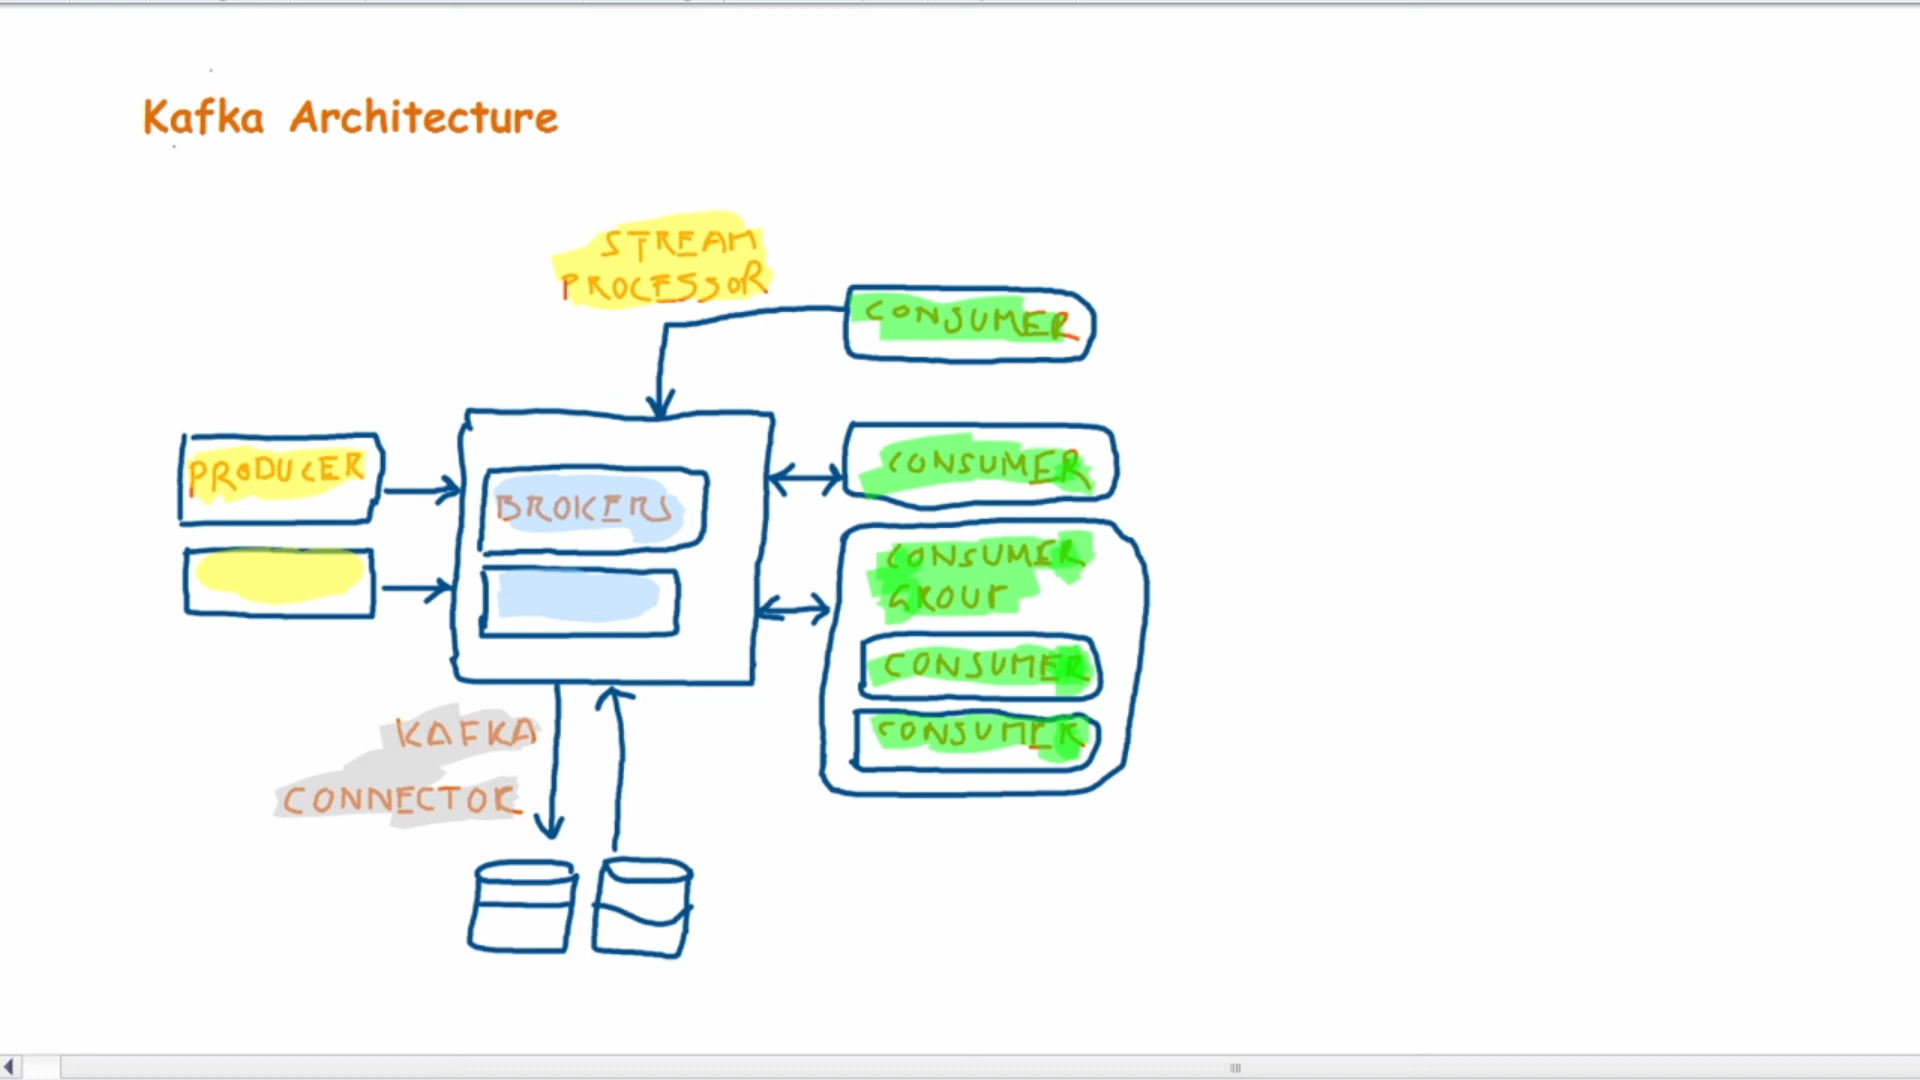 Kafka Architecture
STREAM
PROCESSOR
CONSUMER
PRODUCER
BROKERS
CONSUMER
CONSUMER
GROUP
CONSUMER
CONSUMER
KAFKA
CONNECTOR